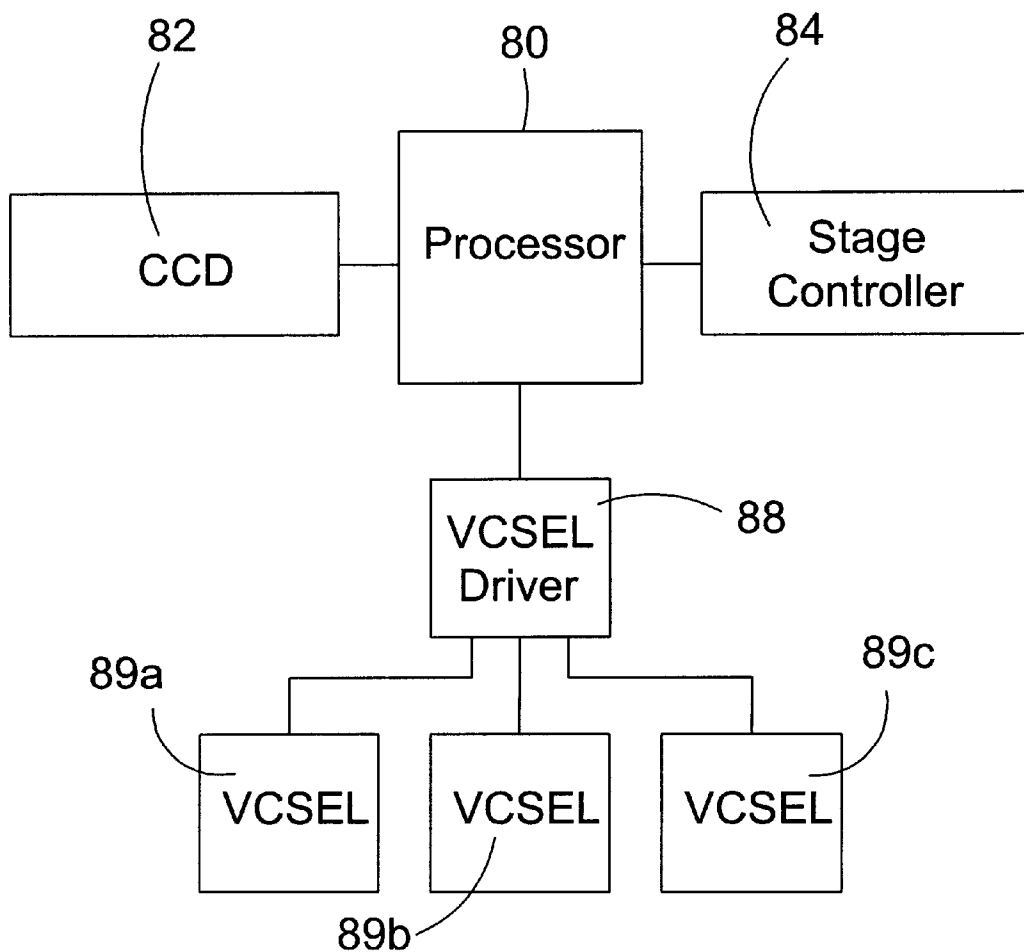 82
80
84
CCD
Processor
Stage
Controller
VCSEL
Driver
88
89a
89c
VCSEL
VCSEL
VCSEL
89b